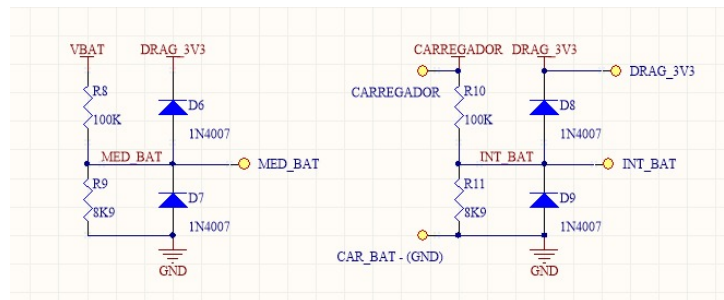 VBAT DRAG_3V3
R8
100K
D6
1N4007
MED_BAT
MED_BAT
R9
8K9
D7
1N4007
GND
CARREGADOR DRAG_3V3
DRAG_3V3
CARREGADOR
R10
100K
D8
1N4007
INT_BAT
INT_BAT
R11
8K9
D9
1N4007
CAR_BAT - (GND)
GND